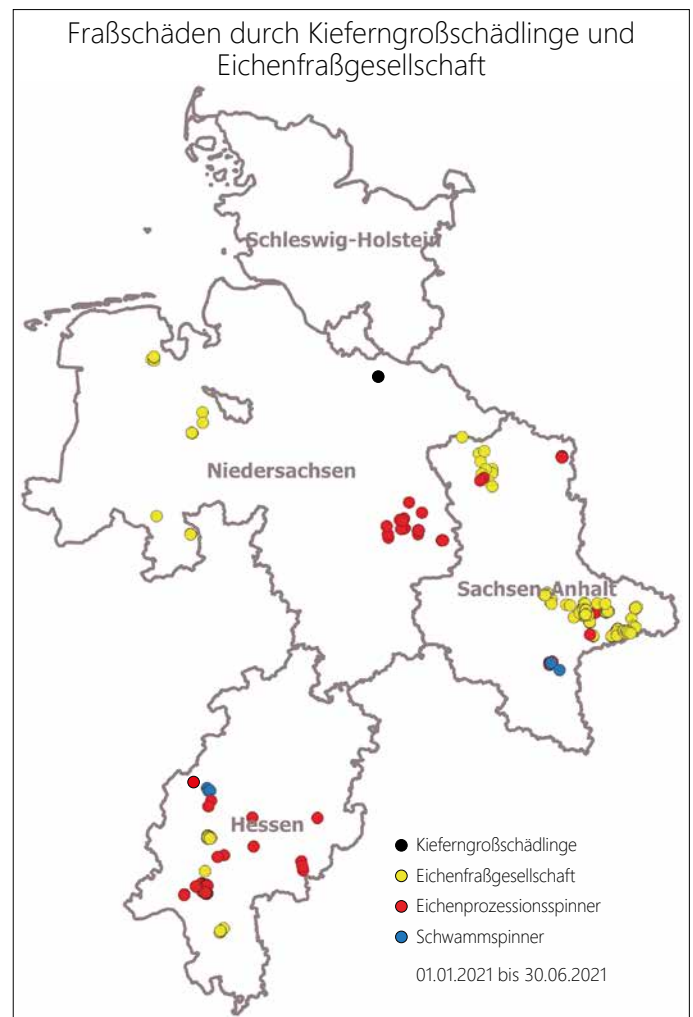 Fraßschäden durch Kieferngroßschädlinge und
Eichenfraßgesellschaft
Schleswig-Holstein
Niedersachsen
Sachsen-Anhalt
Hessen
Kieferngroßschädlinge
Eichenfraßgesellschaft
Eichenprozessionsspinner
Schwammspinner
01.01.2021 bis 30.06.2021